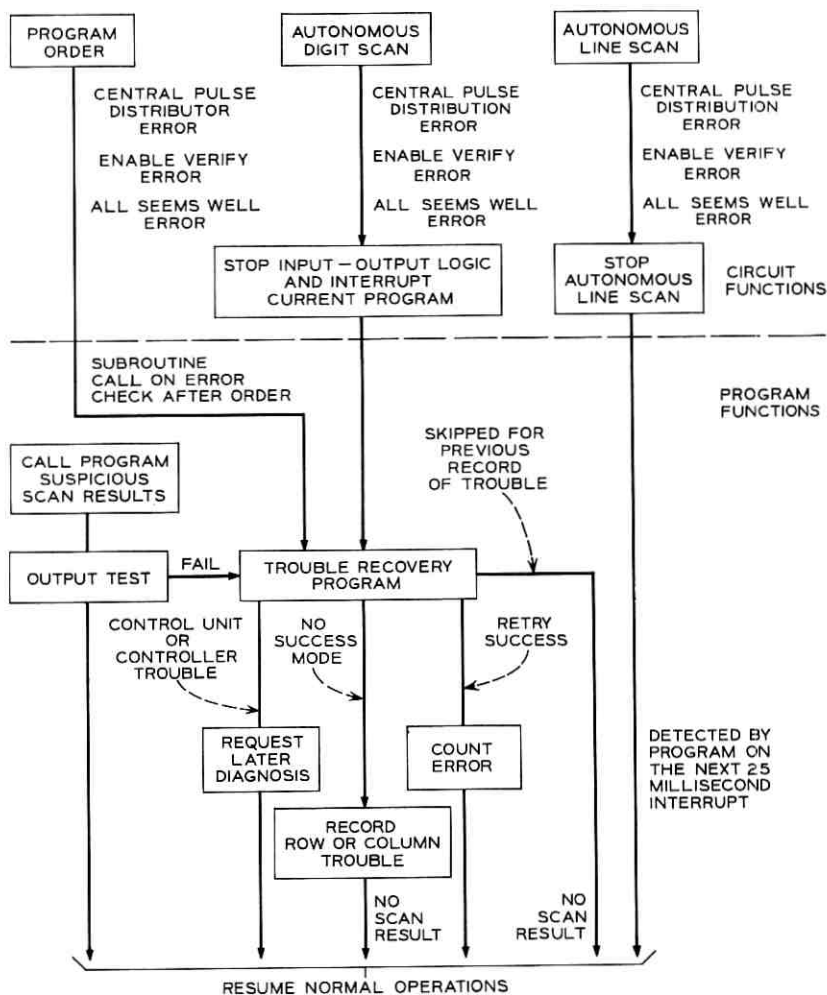 PROGRAM
ORDER
AUTONOMOUS
DIGIT SCAN
AUTONOMOUS
LINE SCAN
CENTRAL PULSE
DISTRIBUTOR
ERROR
ENABLE VERIFY
ERROR
ALL SEEMS WELL
ERROR
CENTRAL PULSE
DISTRIBUTION
ERROR
ENABLE VERIFY
ERROR
ALL SEEMS WELL
ERROR
CENTRAL PULSE
DISTRIBUTION
ERROR
ENABLE VERIFY
ERROR
ALL SEEMS WELL
ERROR
STOP INPUT-OUTPUT LOGIC
AND INTERRUPT
CURRENT PROGRAM
STOP
AUTONOMOUS
LINE SCAN
CIRCUIT
FUNCTIONS
SUBROUTINE
CALL ON ERROR
CHECK AFTER ORDER
PROGRAM
FUNCTIONS
CALL PROGRAM
SUSPICIOUS
SCAN RESULTS
SKIPPED FOR
PREVIOUS
RECORD
OF TROUBLE
OUTPUT TEST
FAIL
TROUBLE RECOVERY
PROGRAM
CONTROL UNIT
OR
CONTROLLER
TROUBLE
NO
SUCCESS
MODE
RETRY
SUCCESS
REQUEST
LATER
DIAGNOSIS
COUNT
ERROR
DETECTED BY
PROGRAM ON
THE NEXT 25
MILLISECOND
INTERRUPT
RECORD
ROW OR COLUMN
TROUBLE
NO
SCAN
RESULT
NO
SCAN
RESULT
RESUME NORMAL OPERATIONS